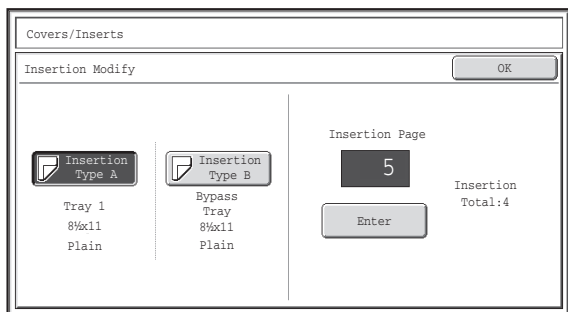 Covers/Inserts
Insertion Modify
OK
Insertion
Type A
Tray 1
8½x11
Plain
Insertion
Type B
Bypass
Tray
8½x11
Plain
Insertion Page
5
Enter
Insertion
Total:4